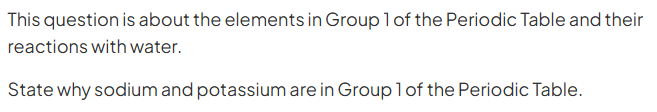 This question is about the elements in Group 1 of the Periodic Table and their
reactions with water.
State why sodium and potassium are in Group 1 of the Periodic Table.